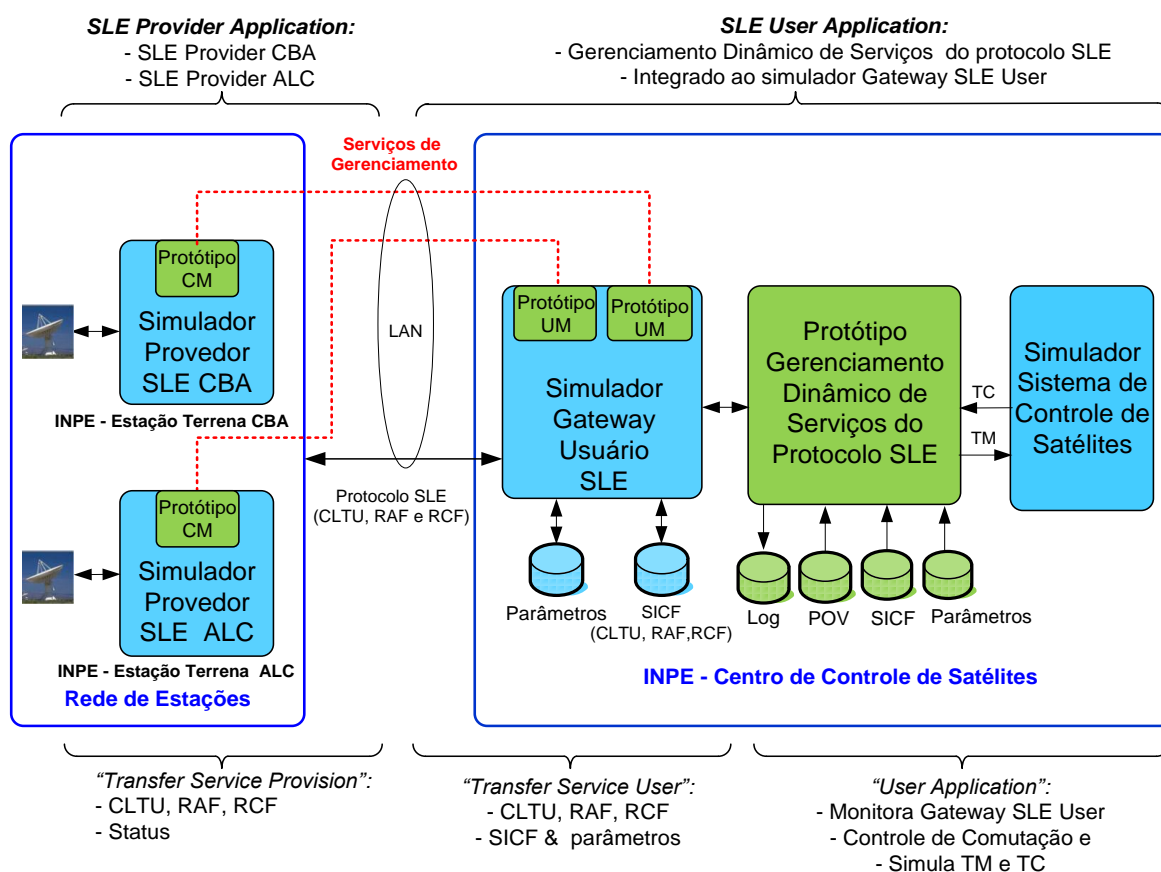 SLE Provider Application:
- SLE Provider CBA
- SLE Provider ALC
SLE User Application:
- Gerenciamento Dinâmico de Serviços do protocolo SLE
- Integrado ao simulador Gateway SLE User
Serviços de
Gerenciamento
Protótipo
CM
Simulador
Provedor
SLE CBA
INPE - Estação Terrena CBA
Protótipo
CM
Simulador
Provedor
SLE ALC
INPE - Estação Terrena ALC
Rede de Estações
LAN
Protocolo SLE
(CLTU, RAF e RCF)
Protótipo
UM
Protótipo
UM
Simulador
Gateway
Usuário
SLE
Parâmetros
SICF
(CLTU, RAF,RCF)
Protótipo
Gerenciamento
Dinâmico de
Serviços do
Protocolo SLE
TC
TM
Simulador
Sistema de
Controle de
Satélites
Log
POV
SICF
Parâmetros
INPE - Centro de Controle de Satélites
“Transfer Service Provision”:
- CLTU, RAF, RCF
- Status
“Transfer Service User”:
- CLTU, RAF, RCF
- SICF & parâmetros
“User Application”:
- Monitora Gateway SLE User
- Controle de Comutação e
- Simula TM e TC